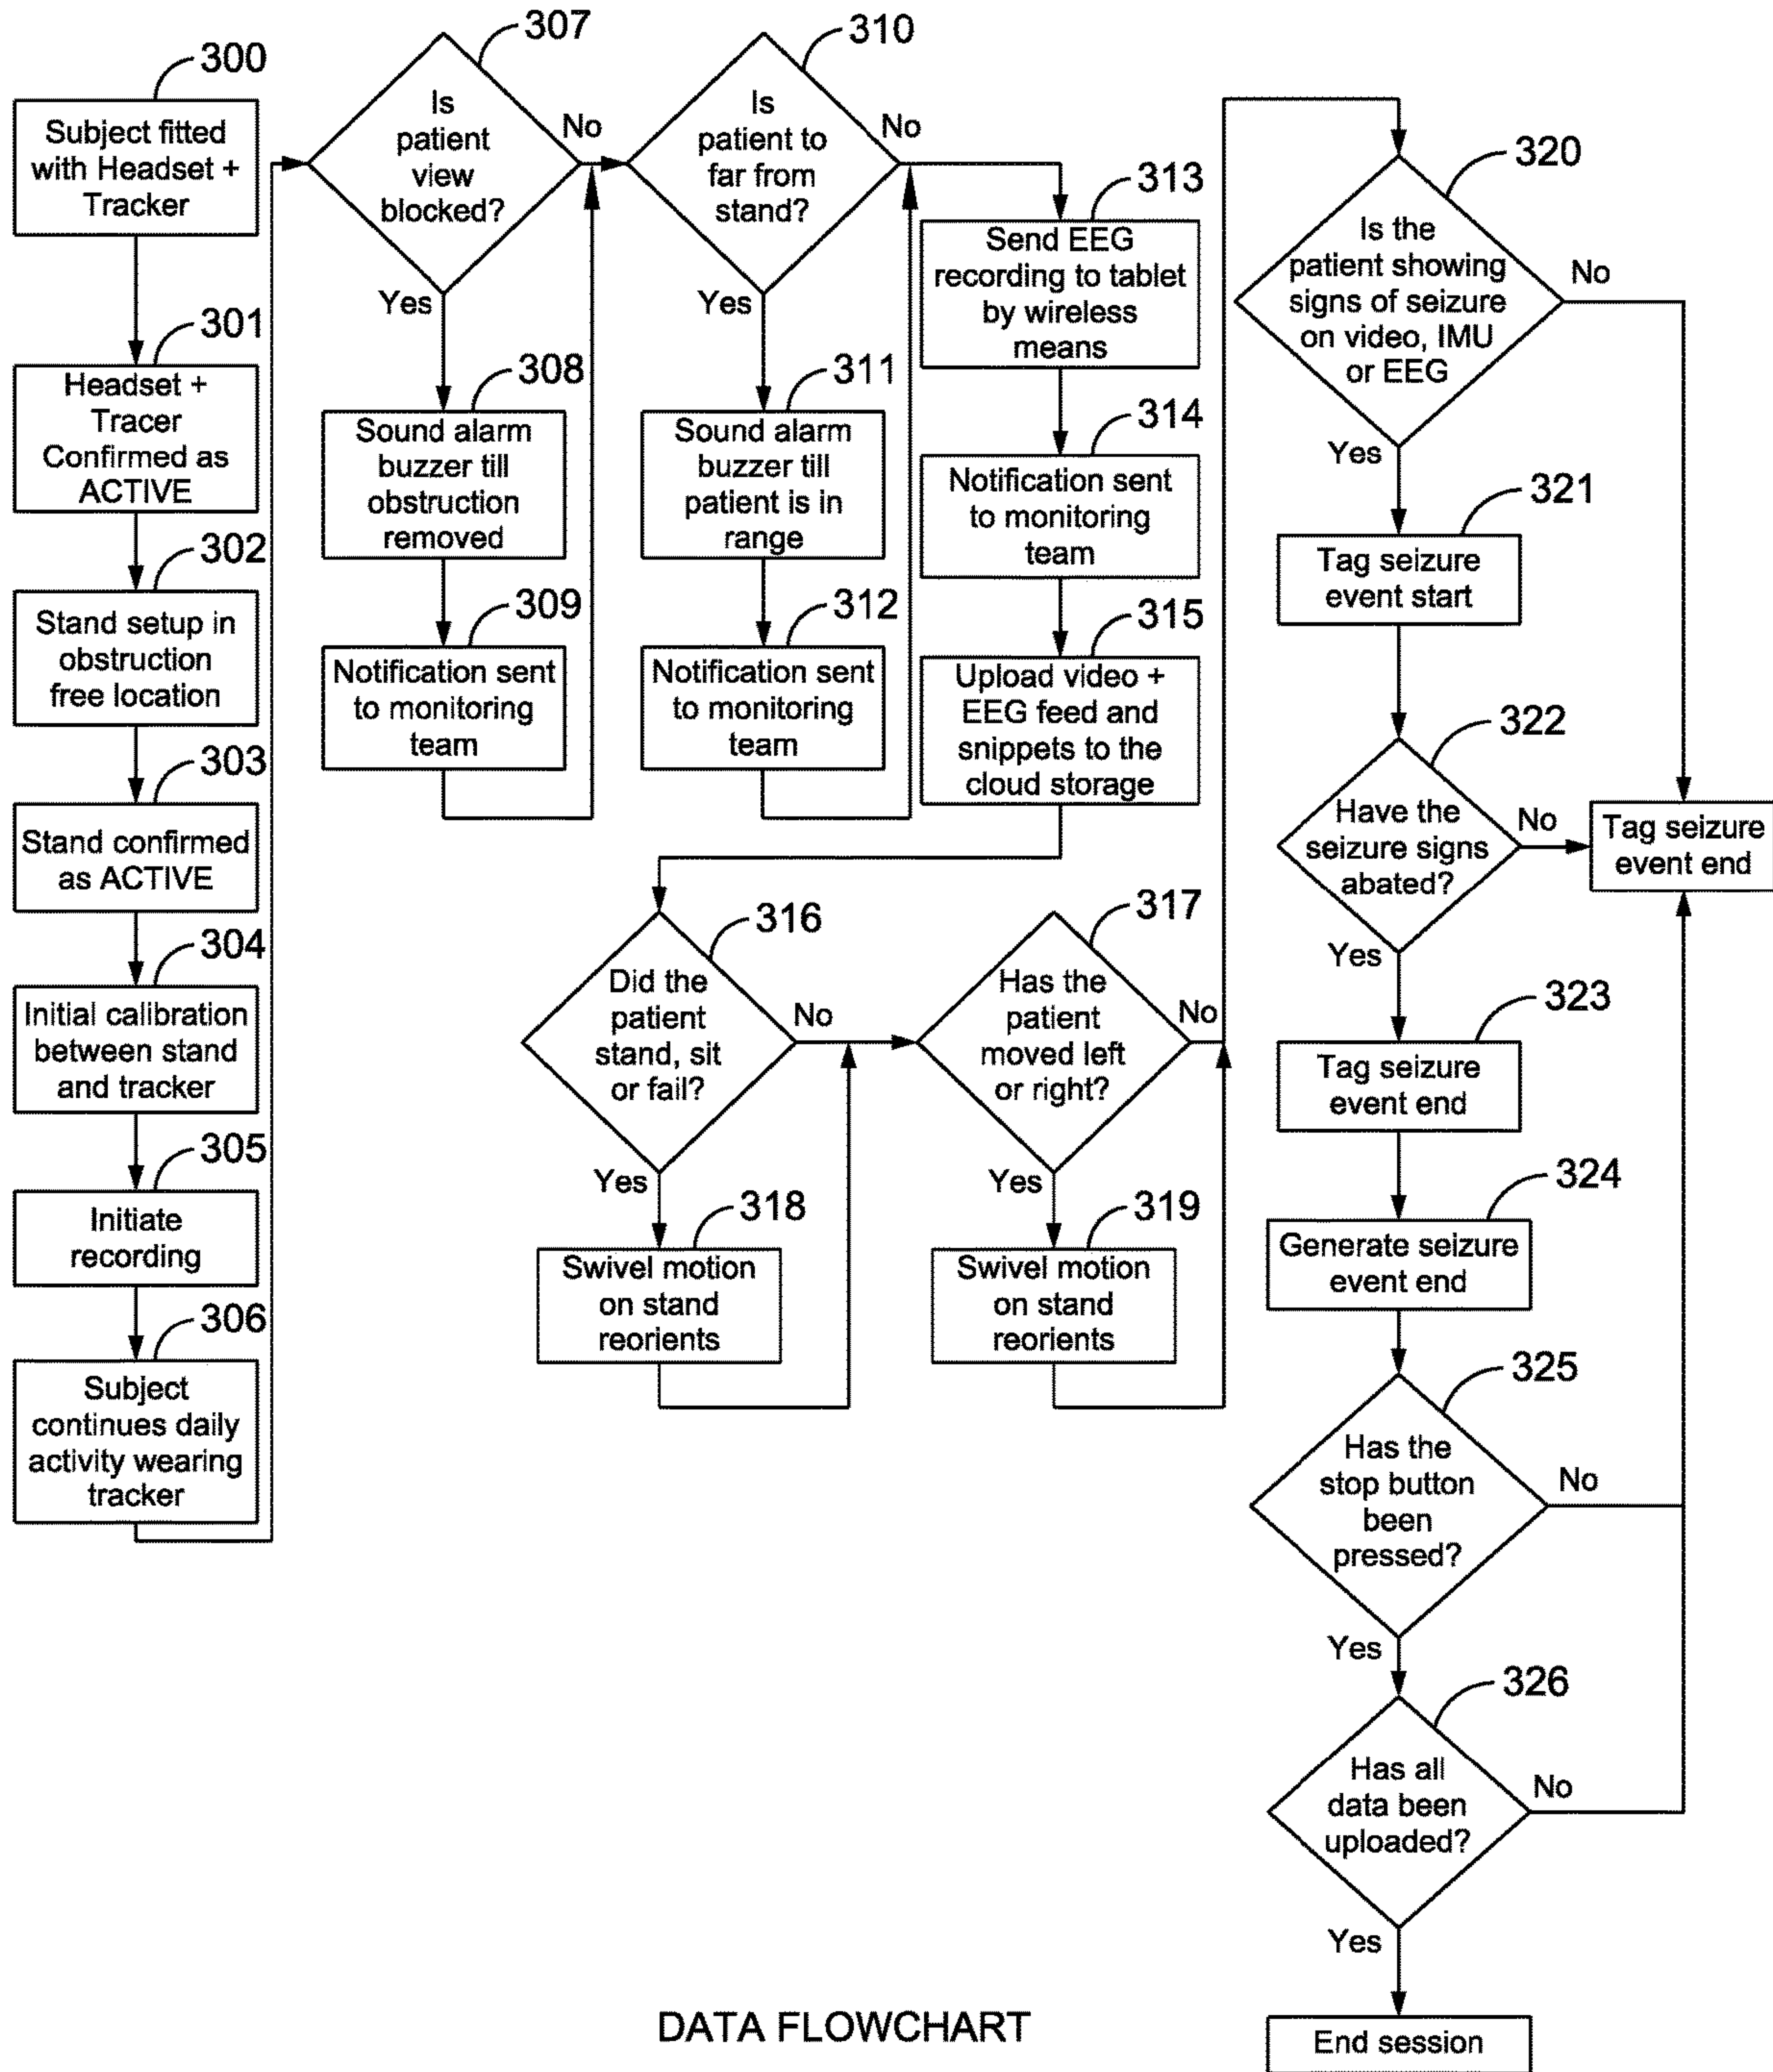 300
Subject fitted
with Headset +
Tracker
301
Headset +
Tracer
Confirmed as
ACTIVE
302
Stand setup in
obstruction
free location
303
Stand confirmed
as ACTIVE
304
Initial calibration
between stand
and tracker
305
Initiate
recording
306
Subject
continues daily
activity wearing
tracker
307
Is
patient
view
blocked?
No
Yes
308
Sound alarm
buzzer till
obstruction
removed
309
Notification sent
to monitoring
team
310
Is
patient to
far from
stand?
No
Yes
311
Sound alarm
buzzer till
patient is in
range
312
Notification sent
to monitoring
team
313
Send EEG
recording to tablet
by wireless
means
314
Notification sent
to monitoring
team
315
Upload video +
EEG feed and
snippets to the
cloud storage
316
Did the
patient
stand, sit
or fail?
No
Yes
318
Swivel motion
on stand
reorients
317
Has the
patient
moved left
or right?
No
Yes
319
Swivel motion
on stand
reorients
320
Is the
patient showing
signs of seizure
on video, IMU
or EEG
No
Yes
321
Tag seizure
event start
322
Have the
seizure signs
abated?
No
Tag seizure
event end
Yes
323
Tag seizure
event end
324
Generate seizure
event end
325
Has the
stop button
been
pressed?
No
Yes
326
Has all
data been
uploaded?
No
Yes
End session
DATA FLOWCHART